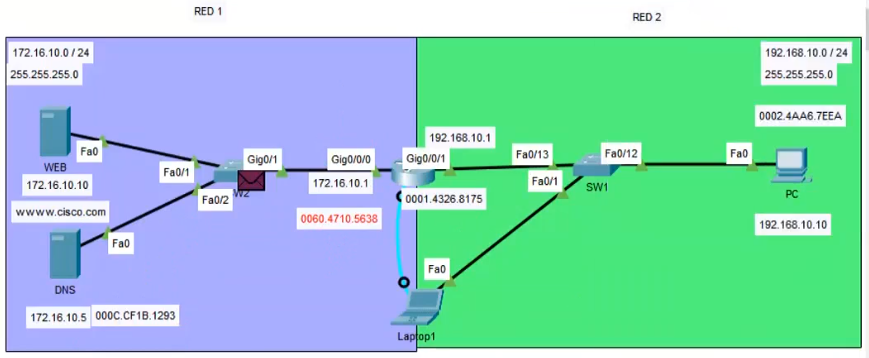 RED 1
RED 2
172.16.10.0 / 24
255.255.255.0
192.168.10.0 / 24
255.255.255.0
0002.4AA6.7EEA
WEB
Fa0
Fa0/1
Fa0/2
Gig0/1
W2
Gig0/0/0
172.16.10.1
192.168.10.1
Gig0/0/1
0001.4326.8175
0060.4710.5638
Fa0/13
Fa0/1
SW1
Fa0/12
Fa0
PC
192.168.10.10
172.16.10.10
wwww.cisco.com
Fa0
DNS
172.16.10.5
000C.CF1B.1293
Fa0
Laptop1